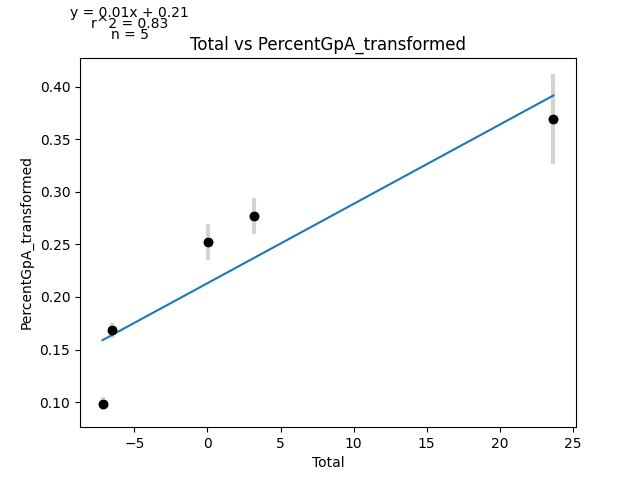 y = 0.01x + 0.21
r^2 = 0.83
n = 5
Total vs PercentGpA_transformed
0.40
0.35
0.30
0.25
0.20
0.15
0.10
PercentGpA_transformed
−5 0 5 10 15 20 25
Total